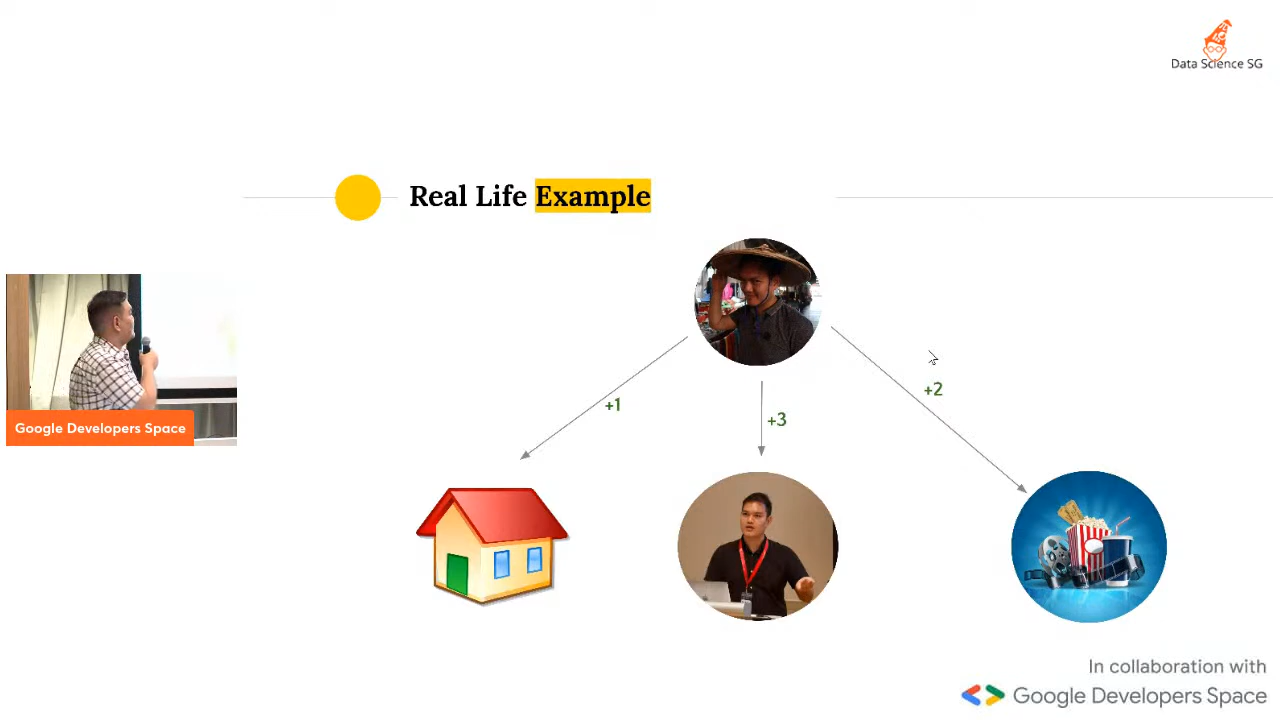 Data Science SG
Real Life Example
+1
+3
+2
Google Developers Space
In collaboration with
Google Developers Space